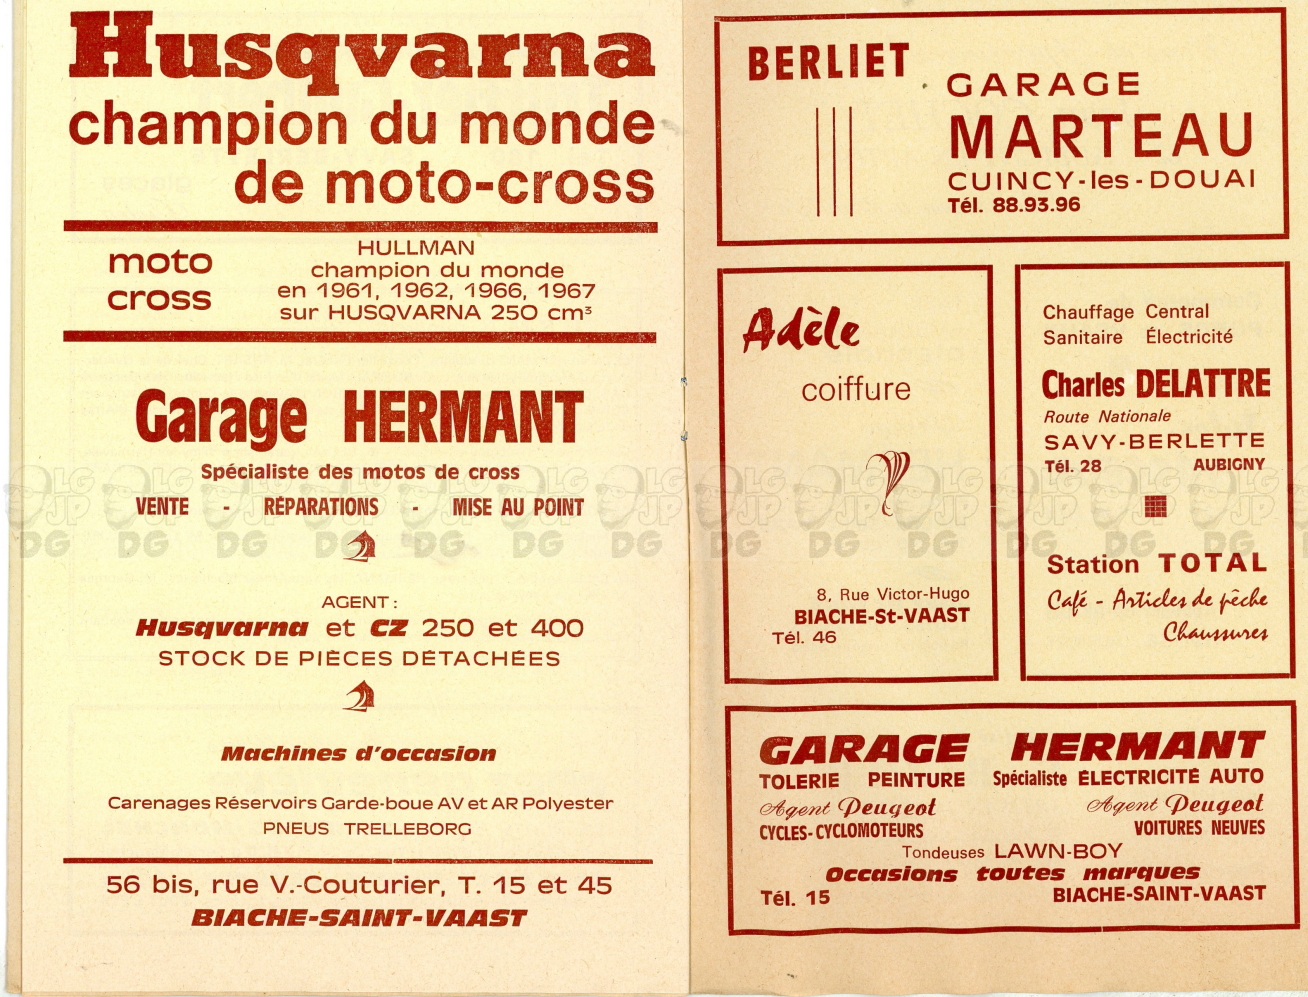 Husqvarna
champion du monde
de moto-cross
moto
cross
HULLMAN
champion du monde
en 1961, 1962, 1966, 1967
sur HUSQVARNA 250 cm³
Garage HERMANT
Spécialiste des motos de cross
VENTE - RÉPARATIONS - MISE AU POINT
AGENT :
Husqvarna et CZ 250 et 400
STOCK DE PIÈCES DÉTACHÉES
Machines d'occasion
Carenages Réservoirs Garde-boue AV et AR Polyester
PNEUS TRELLEBORG
56 bis, rue V.-Couturier, T. 15 et 45
BIACHE-SAINT-VAAST
BERLIET
GARAGE
MARTEAU
CUINCY-les-DOUAI
Tél. 88.93.96
Adèle
coiffure
8, Rue Victor-Hugo
BIACHE-St-VAAST
Tél. 46
Chauffage Central
Sanitaire Électricité
Charles DELATTRE
Route Nationale
SAVY-BERLETTE
Tél. 28 AUBIGNY
Station TOTAL
Café - Articles de pêche
Chaussures
GARAGE HERMANT
TOLERIE PEINTURE Spécialiste ÉLECTRICITÉ AUTO
Agent Peugeot Agent Peugeot
CYCLES-CYCLOMOTEURS VOITURES NEUVES
Tondeuses LAWN-BOY
Occasions toutes marques
Tél. 15 BIACHE-SAINT-VAAST
LG JP DG